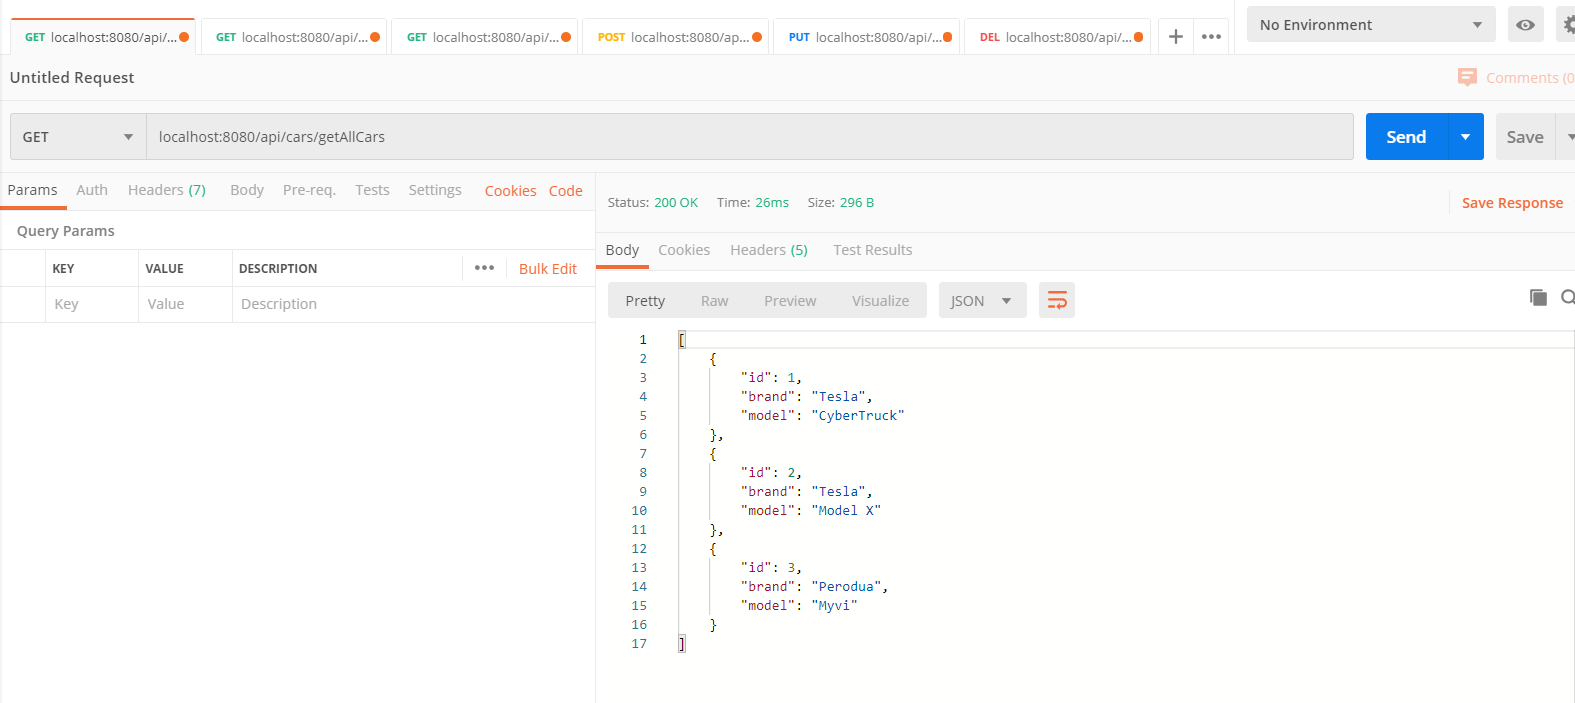 GET localhost:8080/api/... GET localhost:8080/api/... GET localhost:8080/api/... POST localhost:8080/ap... PUT localhost:8080/api/... DEL localhost:8080/api/... + ••• No Environment
Untitled Request Comments (0
GET localhost:8080/api/cars/getAllCars Send Save
Params Auth Headers (7) Body Pre-req. Tests Settings Cookies Code
Status: 200 OK Time: 26ms Size: 296 B Save Response
Query Params
KEY VALUE DESCRIPTION ••• Bulk Edit
Key Value Description
Body Cookies Headers (5) Test Results
Pretty Raw Preview Visualize JSON
1 [
2 {
3 "id": 1,
4 "brand": "Tesla",
5 "model": "CyberTruck"
6 },
7 {
8 "id": 2,
9 "brand": "Tesla",
10 "model": "Model X"
11 },
12 {
13 "id": 3,
14 "brand": "Perodua",
15 "model": "Myvi"
16 }
17 ]